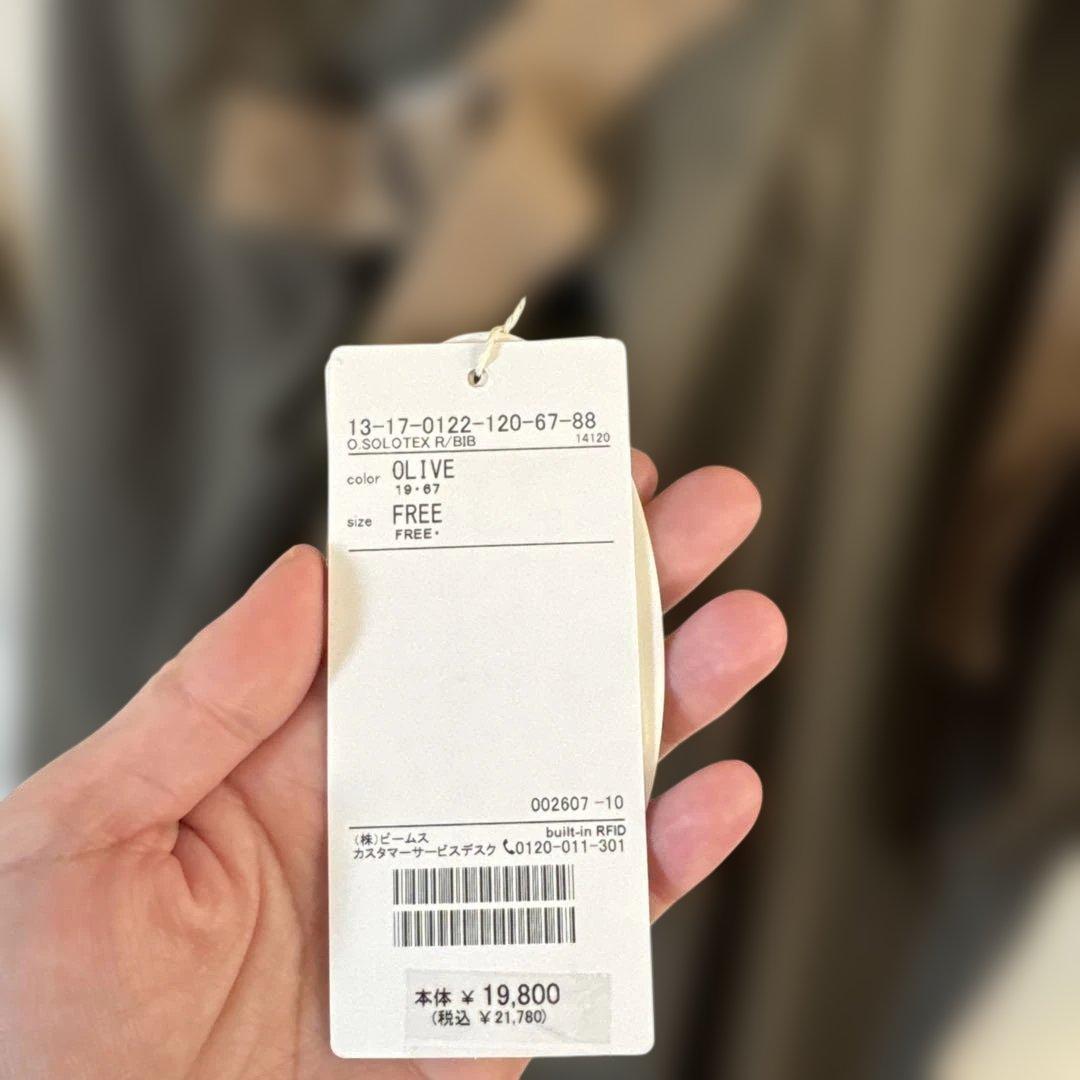 13-17-0122-120-67-88
O.SOLOTEX R/BIB 14120
color OLIVE
19・67
size FREE
FREE・
002607-10
built-in RFID
(株)ビームス
カスタマーサービスデスク 📞0120-011-301
本体 ¥ 19,800
(税込 ¥21,780)